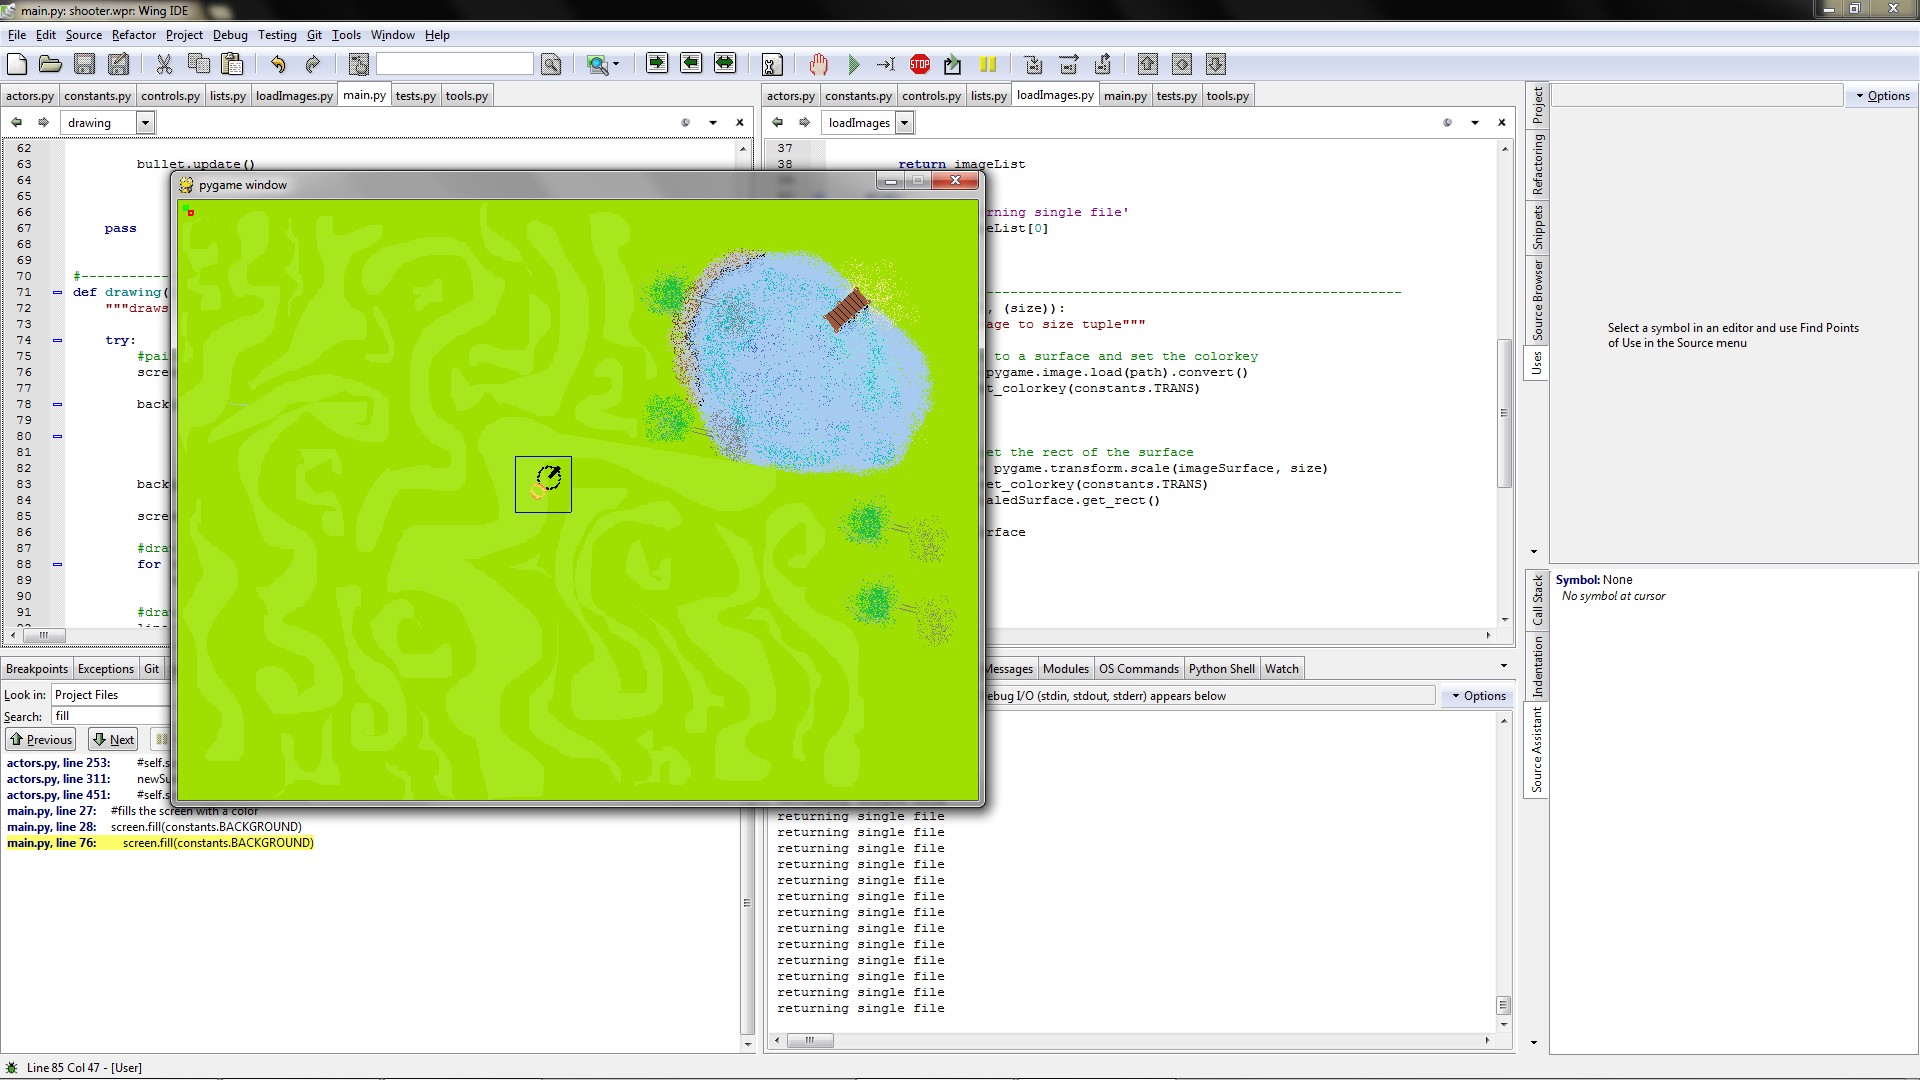 main.py: shooter.wpr: Wing IDE
File Edit Source Refactor Project Debug Testing Git Tools Window Help
STOP
actors.py constants.py controls.py lists.py loadImages.py main.py tests.py tools.py
drawing
62
63 bullet.update()
64
65
66
67 pass
68
69
70 #-----------
71 def drawing(
72 """draws
73
74 try:
75 #pai
76 scre
77
78 back
79
80
81
82
83 back
84
85 scre
86
87 #dra
88 for
89
90
91 #dra
pygame window
actors.py constants.py controls.py lists.py loadImages.py main.py tests.py tools.py
loadImages
37
38 return imageList
rning single file'
eList[0]
, (size)):
ge to size tuple"""
to a surface and set the colorkey
pygame.image.load(path).convert()
t_colorkey(constants.TRANS)
et the rect of the surface
pygame.transform.scale(imageSurface, size)
et_colorkey(constants.TRANS)
aledSurface.get_rect()
rface
Project
Refactoring
Snippets
Source Browser
Uses
Options
Select a symbol in an editor and use Find Points
of Use in the Source menu
Call Stack
Indentation
Source Assistant
Symbol: None
No symbol at cursor
Breakpoints Exceptions Git
Look in: Project Files
Search: fill
Previous Next
actors.py, line 253: #self.s
actors.py, line 311: newSu
actors.py, line 451: #self.s
main.py, line 27: #fills the screen with a color
main.py, line 28: screen.fill(constants.BACKGROUND)
main.py, line 76: screen.fill(constants.BACKGROUND)
Messages Modules OS Commands Python Shell Watch
ebug I/O (stdin, stdout, stderr) appears below
Options
returning single file
returning single file
returning single file
returning single file
returning single file
returning single file
returning single file
returning single file
returning single file
returning single file
returning single file
returning single file
returning single file
Line 85 Col 47 - [User]